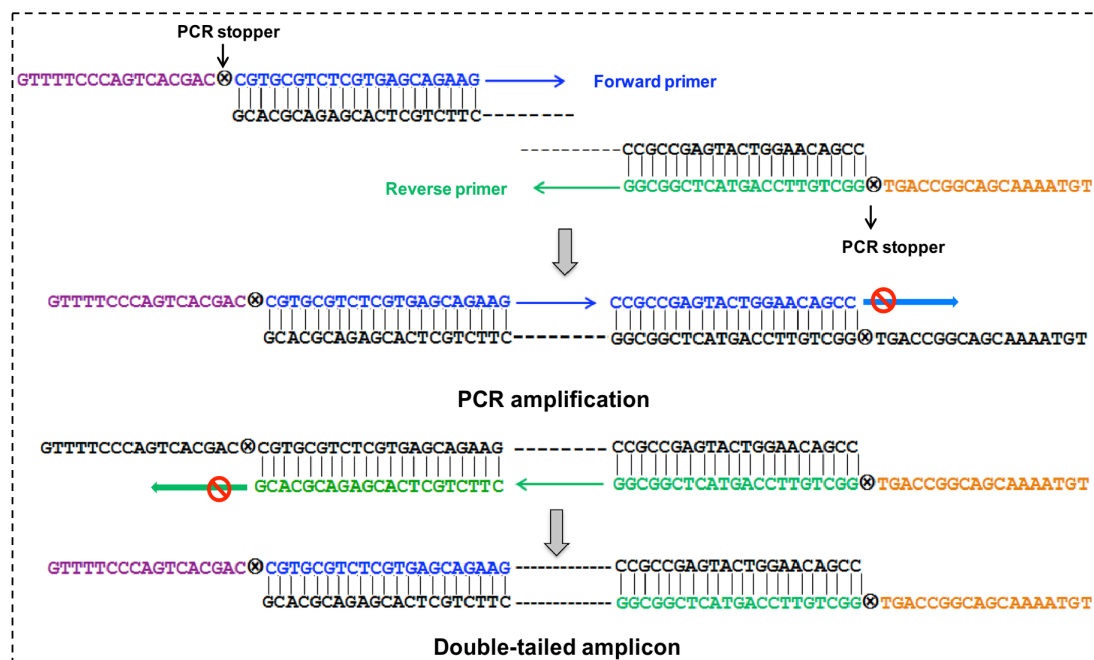 PCR stopper
GTTTTCCCAGTCACGAC⊗CGTGCGTCTCGTGAGCAGAAG Forward primer
GCACGCAGAGCACTCGTCTTC--------
----------CCGCCGAGTACTGGAACAGCC
Reverse primer GGCGGCTCATGACCTTGTCGG⊗TGACCGGCAGCAAAATGT
PCR stopper
GTTTTCCCAGTCACGAC⊗CGTGCGTCTCGTGAGCAGAAG CCGCCGAGTACTGGAACAGCC
GCACGCAGAGCACTCGTCTTC--------GGCGGCTCATGACCTTGTCGG⊗TGACCGGCAGCAAAATGT
PCR amplification
GTTTTCCCAGTCACGAC⊗CGTGCGTCTCGTGAGCAGAAG ---------CCGCCGAGTACTGGAACAGCC
GCACGCAGAGCACTCGTCTTC GGCGGCTCATGACCTTGTCGG⊗TGACCGGCAGCAAAATGT
GTTTTCCCAGTCACGAC⊗CGTGCGTCTCGTGAGCAGAAG-----------CCGCCGAGTACTGGAACAGCC
GCACGCAGAGCACTCGTCTTC-----------GGCGGCTCATGACCTTGTCGG⊗TGACCGGCAGCAAAATGT
Double-tailed amplicon